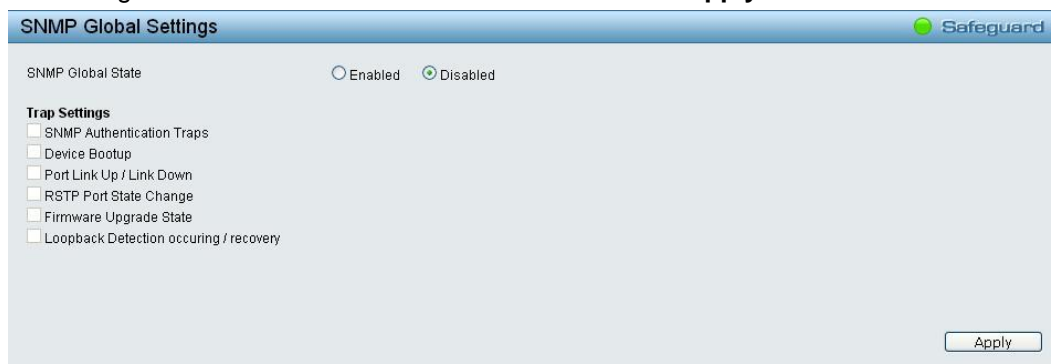 Apply
SNMP Global Settings Safeguard
SNMP Global State Enabled Disabled
Trap Settings
SNMP Authentication Traps
Device Bootup
Port Link Up / Link Down
RSTP Port State Change
Firmware Upgrade State
Loopback Detection occuring / recovery
Apply